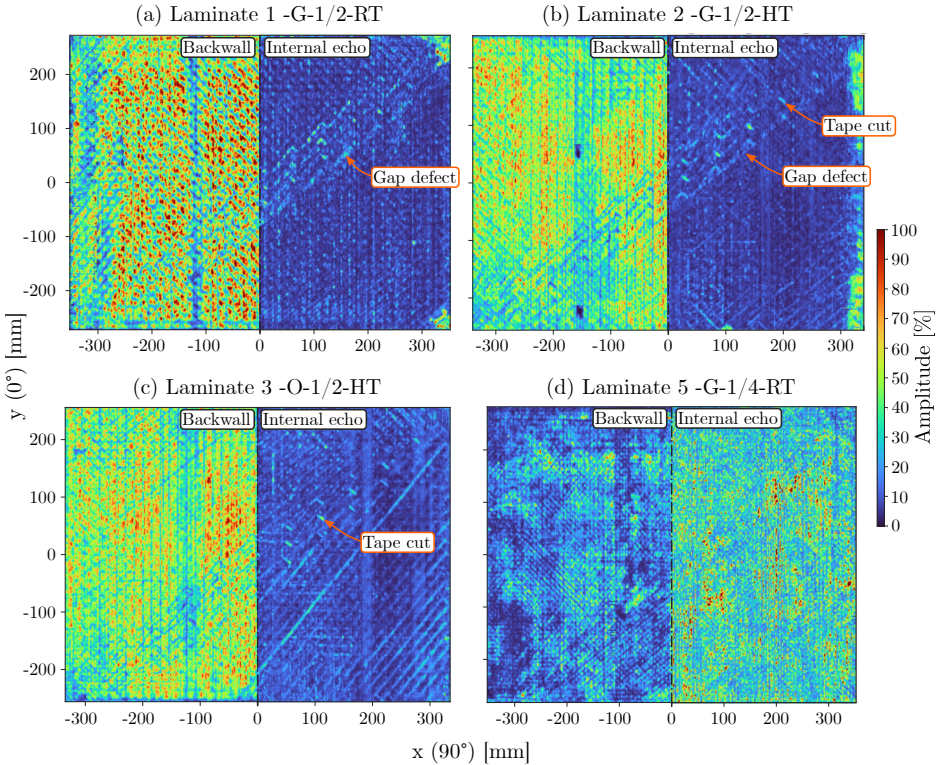 (a) Laminate 1 -G-1/2-RT
(b) Laminate 2 -G-1/2-HT
Backwall
Internal echo
Backwall
Internal echo
200
100
0
-100
-200
Gap defect
Tape cut
Gap defect
-300
-200
-100
0
100
200
300
-300
-200
-100
0
100
200
300
(c) Laminate 3 -O-1/2-HT
(d) Laminate 5 -G-1/4-RT
Backwall
Internal echo
Backwall
Internal echo
200
100
0
-100
-200
Tape cut
-300
-200
-100
0
100
200
300
-300
-200
-100
0
100
200
300
y (0°) [mm]
x (90°) [mm]
100
90
80
70
60
50
40
30
20
10
0
Amplitude [%]